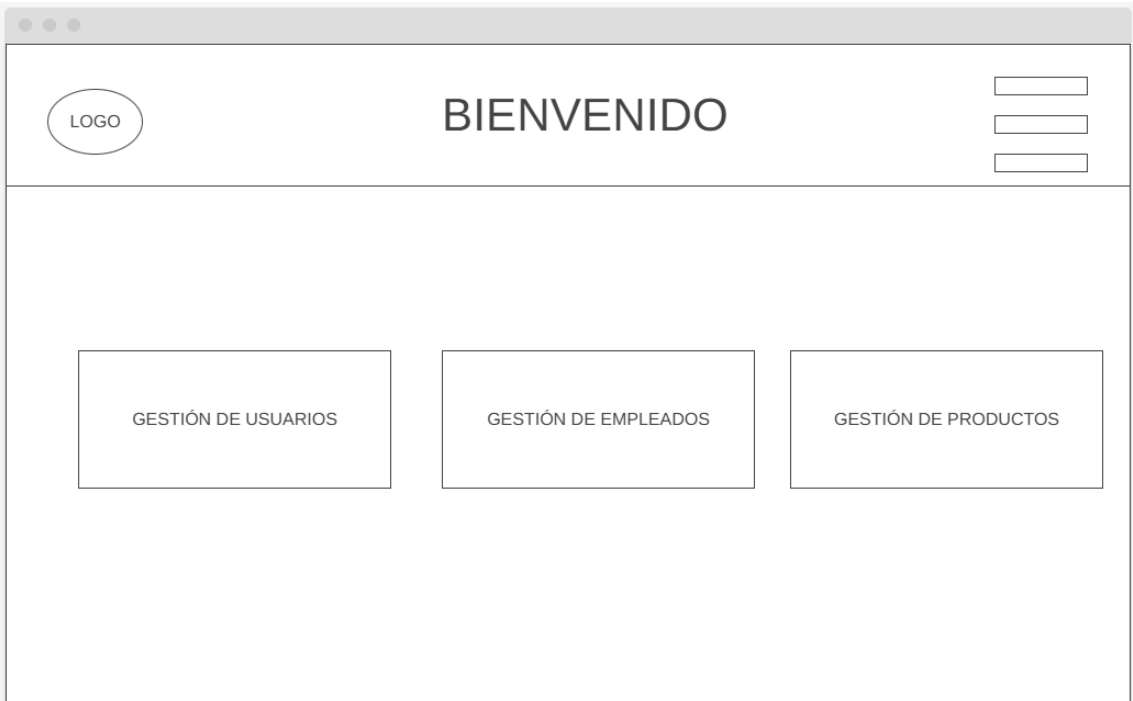 LOGO
BIENVENIDO
GESTIÓN DE USUARIOS
GESTIÓN DE EMPLEADOS
GESTIÓN DE PRODUCTOS